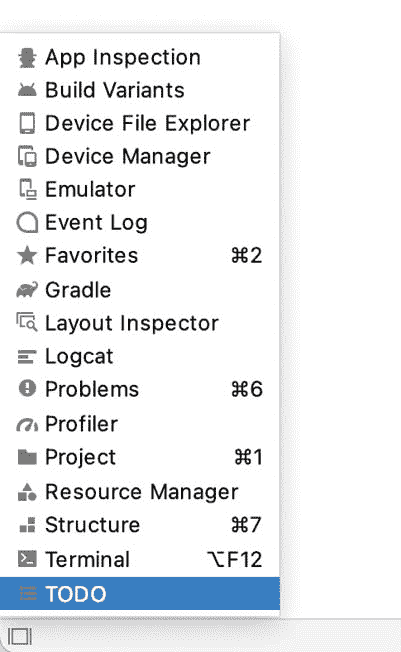 App Inspection
Build Variants
Device File Explorer
Device Manager
Emulator
Event Log
Favorites ⌘2
Gradle
Layout Inspector
Logcat
Problems ⌘6
Profiler
Project ⌘1
Resource Manager
Structure ⌘7
Terminal ⌥F12
TODO